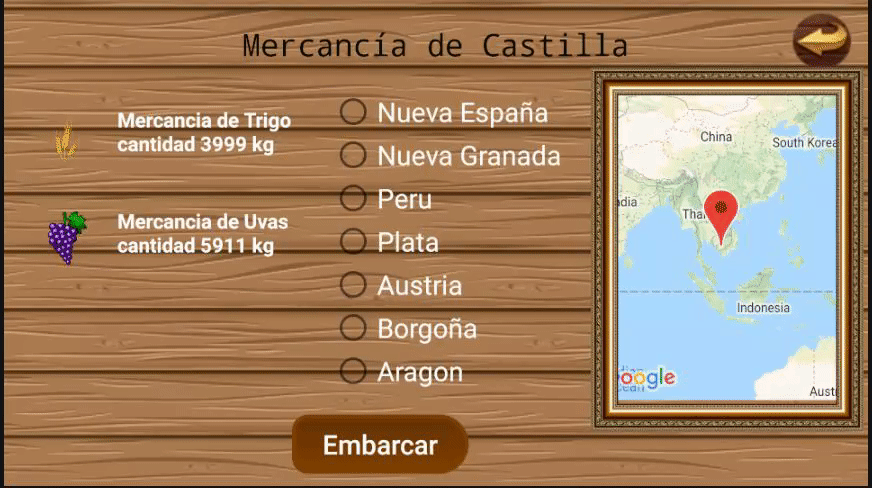 Mercancía de Castilla
Mercancia de Trigo
cantidad 3999 kg
Mercancia de Uvas
cantidad 5911 kg
Nueva España
Nueva Granada
Peru
Plata
Austria
Borgoña
Aragon
Embarcar
China
South Korea
dia
Tha
Indonesia
oogle
Aust